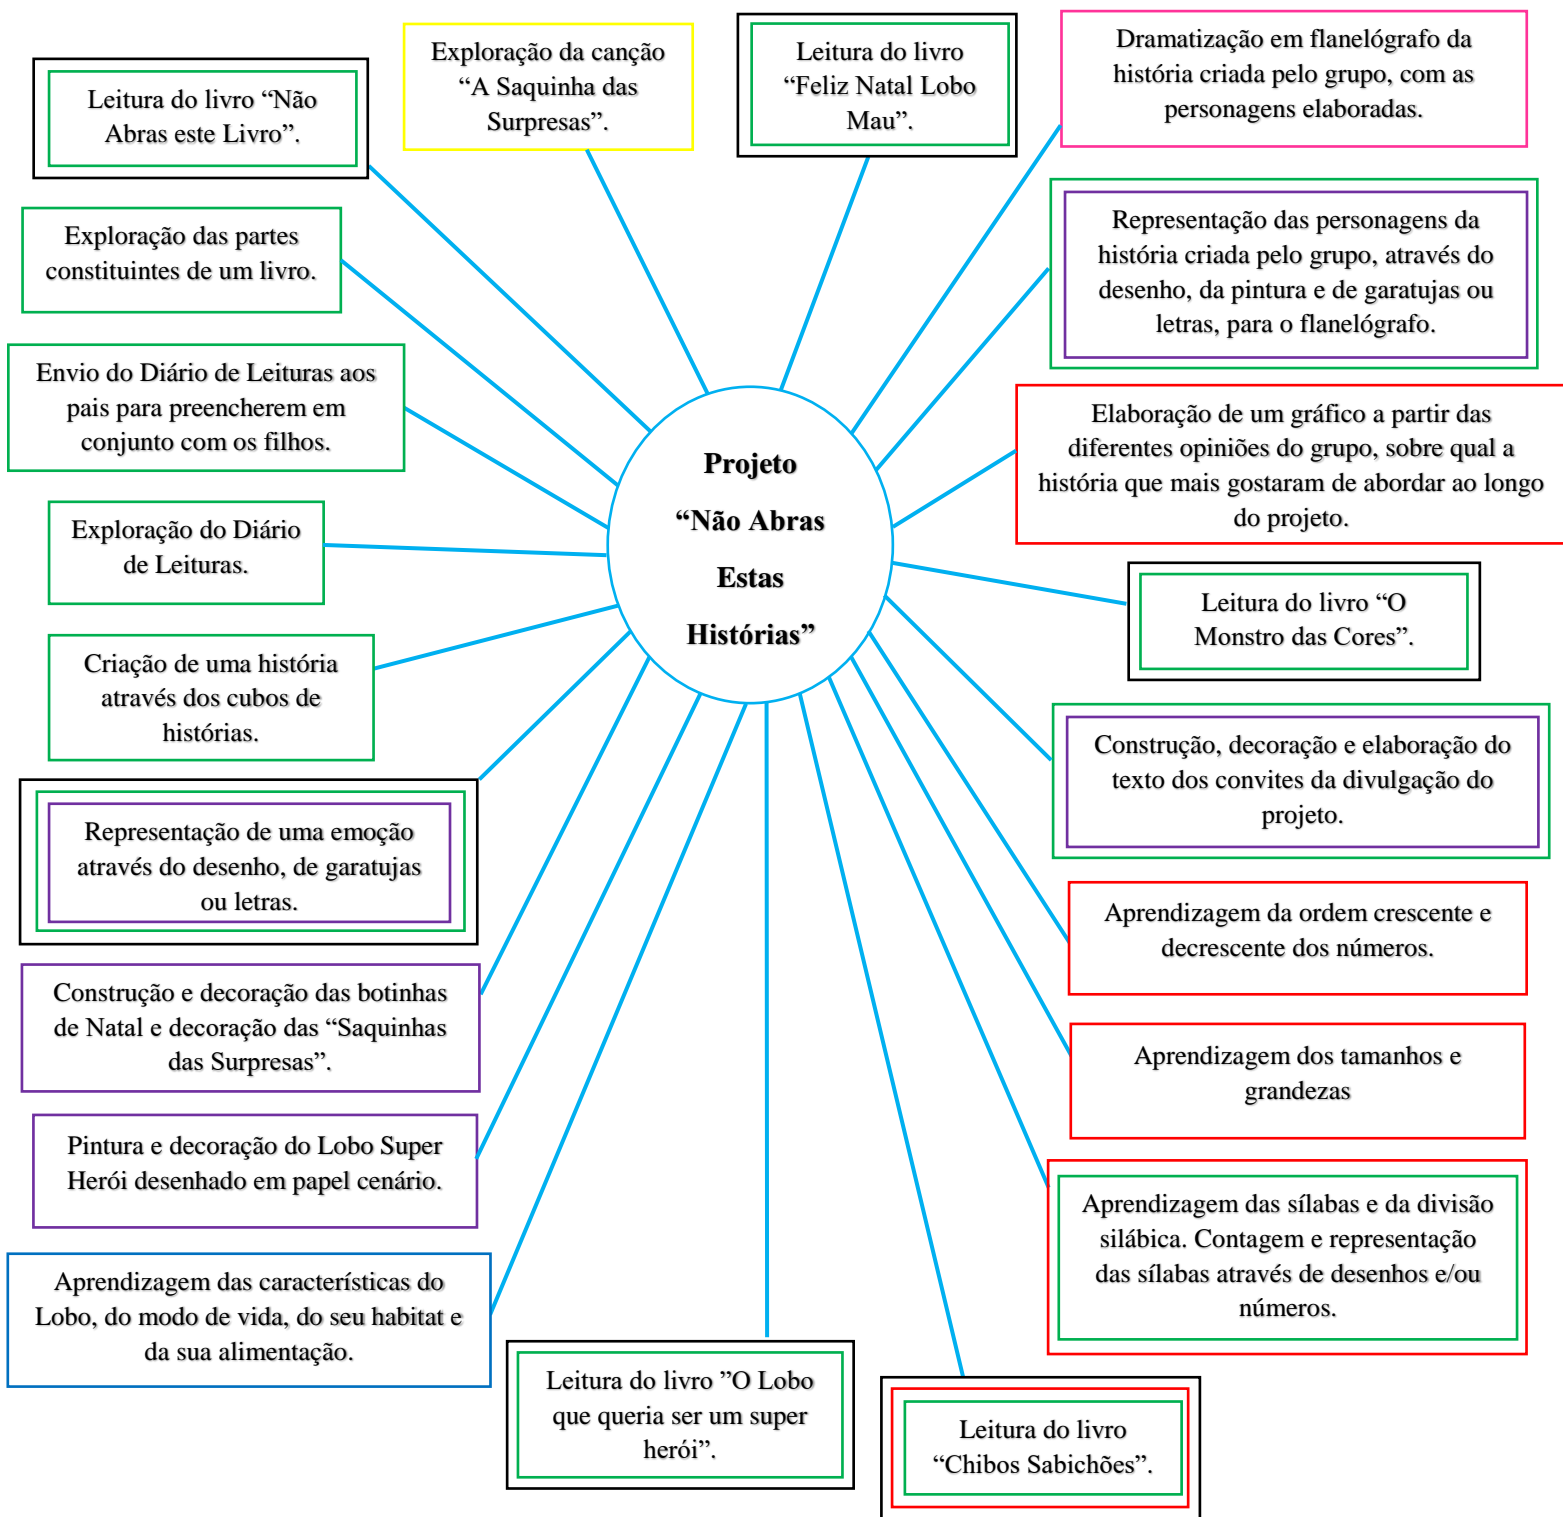 Leitura do livro “Não
Abras este Livro”.
Exploração da canção
“A Saquinha das
Surpresas”.
Leitura do livro
“Feliz Natal Lobo
Mau”.
Dramatização em flanelógrafo da
história criada pelo grupo, com as
personagens elaboradas.
Exploração das partes
constituintes de um livro.
Representação das personagens da
história criada pelo grupo, através do
desenho, da pintura e de garatujas ou
letras, para o flanelógrafo.
Envio do Diário de Leituras aos
pais para preencherem em
conjunto com os filhos.
Elaboração de um gráfico a partir das
diferentes opiniões do grupo, sobre qual a
história que mais gostaram de abordar ao longo
do projeto.
Projeto
“Não Abras
Estas
Histórias”
Exploração do Diário
de Leituras.
Leitura do livro “O
Monstro das Cores”.
Criação de uma história
através dos cubos de
histórias.
Construção, decoração e elaboração do
texto dos convites da divulgação do
projeto.
Representação de uma emoção
através do desenho, de garatujas
ou letras.
Aprendizagem da ordem crescente e
decrescente dos números.
Construção e decoração das botinhas
de Natal e decoração das “Saquinhas
das Surpresas”.
Aprendizagem dos tamanhos e
grandezas
Pintura e decoração do Lobo Super
Herói desenhado em papel cenário.
Aprendizagem das sílabas e da divisão
silábica. Contagem e representação
das sílabas através de desenhos e/ou
números.
Aprendizagem das características do
Lobo, do modo de vida, do seu habitat e
da sua alimentação.
Leitura do livro ”O Lobo
que queria ser um super
herói”.
Leitura do livro
“Chibos Sabichões”.